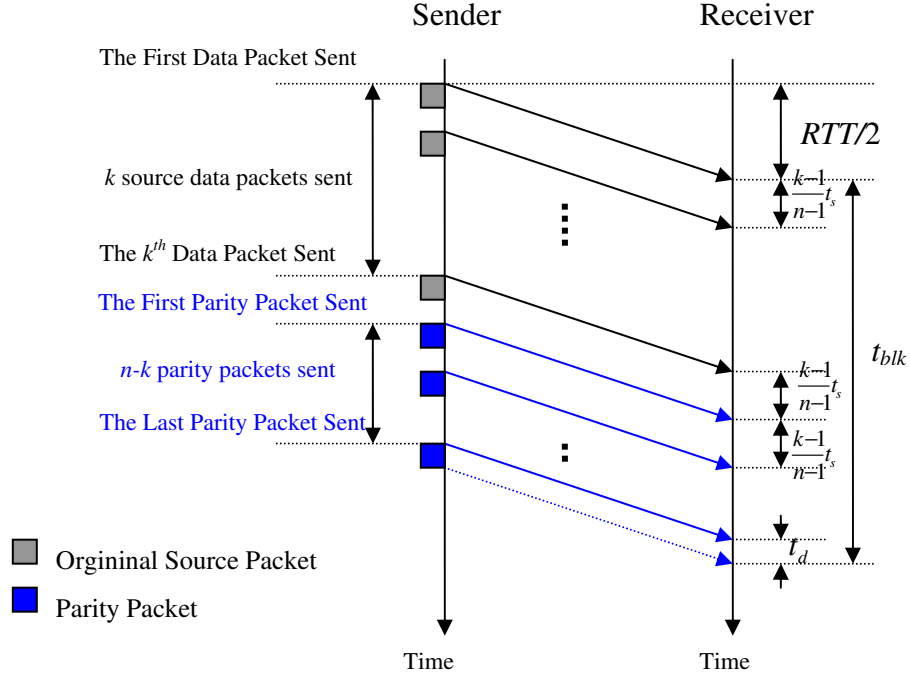 Sender
Receiver
The First Data Packet Sent
RTT/2
k source data packets sent
k−1
n−1 t_s
The k^th Data Packet Sent
The First Parity Packet Sent
t_blk
n-k parity packets sent
k−1
n−1 t_s
The Last Parity Packet Sent
k−1
n−1 t_s
t_d
Orgininal Source Packet
Parity Packet
Time
Time